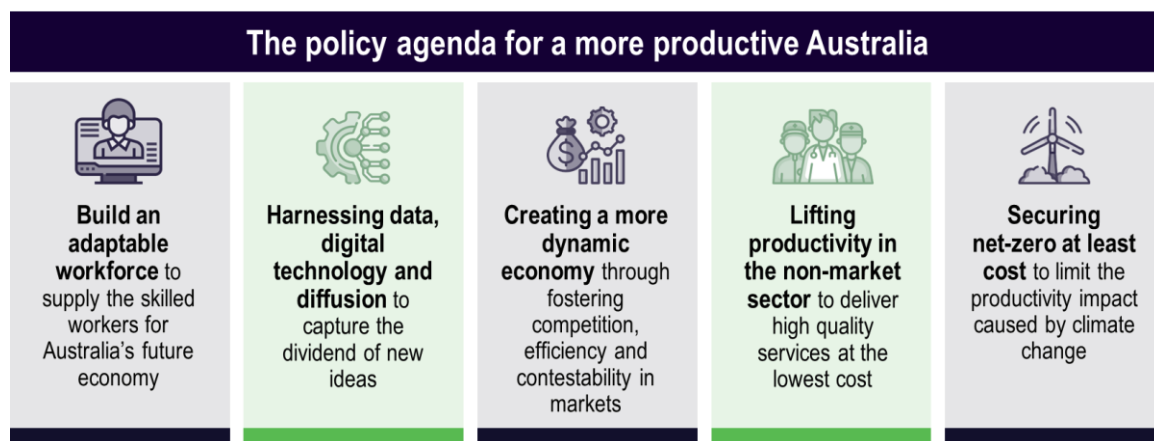 The policy agenda for a more productive Australia
Build an
adaptable
workforce to
supply the skilled
workers for
Australia's future
economy
Harnessing data,
digital
technology and
diffusion to
capture the
dividend of new
ideas
Creating a more
dynamic
economy through
fostering
competition,
efficiency and
contestability in
markets
Lifting
productivity in
the non-market
sector to deliver
high quality
services at the
lowest cost
Securing
net-zero at least
cost to limit the
productivity impact
caused by climate
change